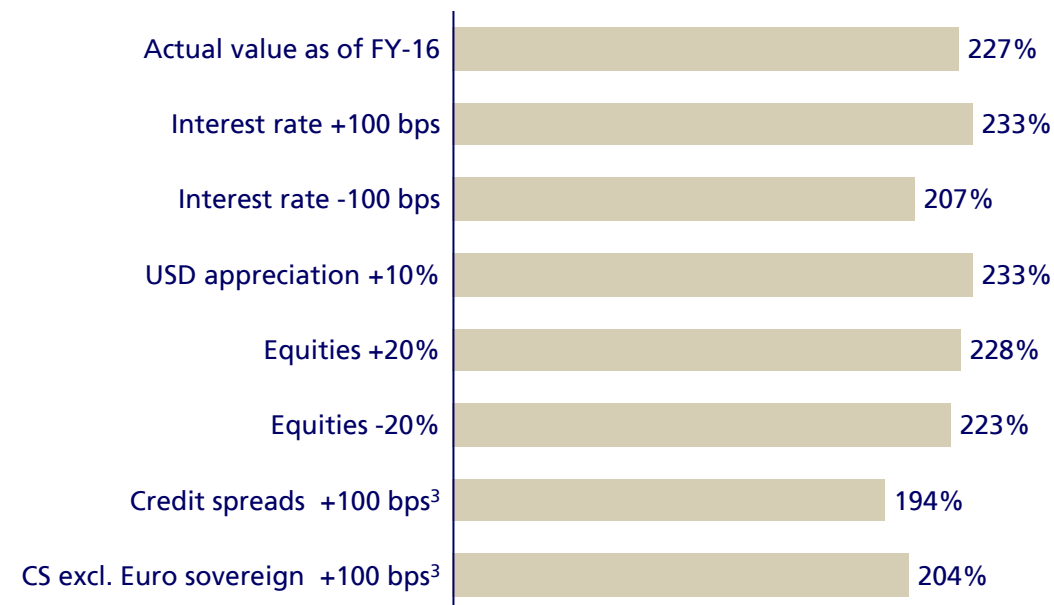 Actual value as of FY-16 227%
Interest rate +100 bps 233%
Interest rate -100 bps 207%
USD appreciation +10% 233%
Equities +20% 228%
Equities -20% 223%
Credit spreads  +100 bps³ 194%
CS excl. Euro sovereign  +100 bps³ 204%